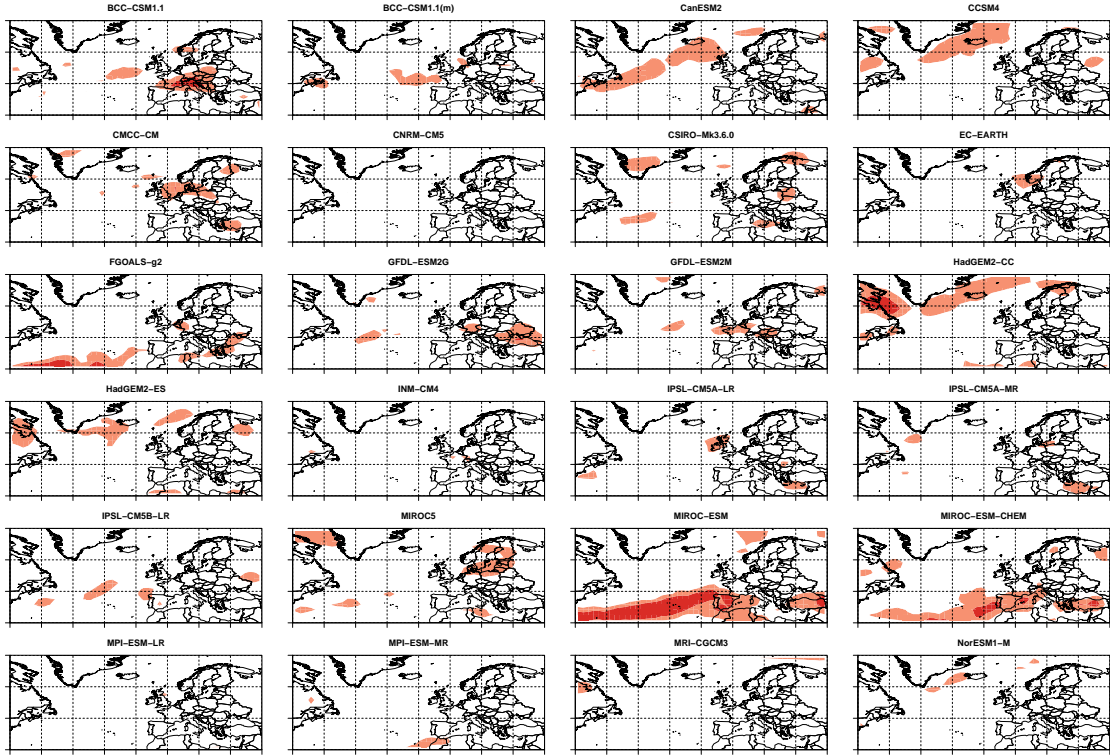 BCC−CSM1.1 BCC−CSM1.1(m) CanESM2 CCSM4
CMCC−CM CNRM−CM5 CSIRO−Mk3.6.0 EC−EARTH
FGOALS−g2 GFDL−ESM2G GFDL−ESM2M HadGEM2−CC
HadGEM2−ES INM−CM4 IPSL−CM5A−LR IPSL−CM5A−MR
IPSL−CM5B−LR MIROC5 MIROC−ESM MIROC−ESM−CHEM
MPI−ESM−LR MPI−ESM−MR MRI−CGCM3 NorESM1−M